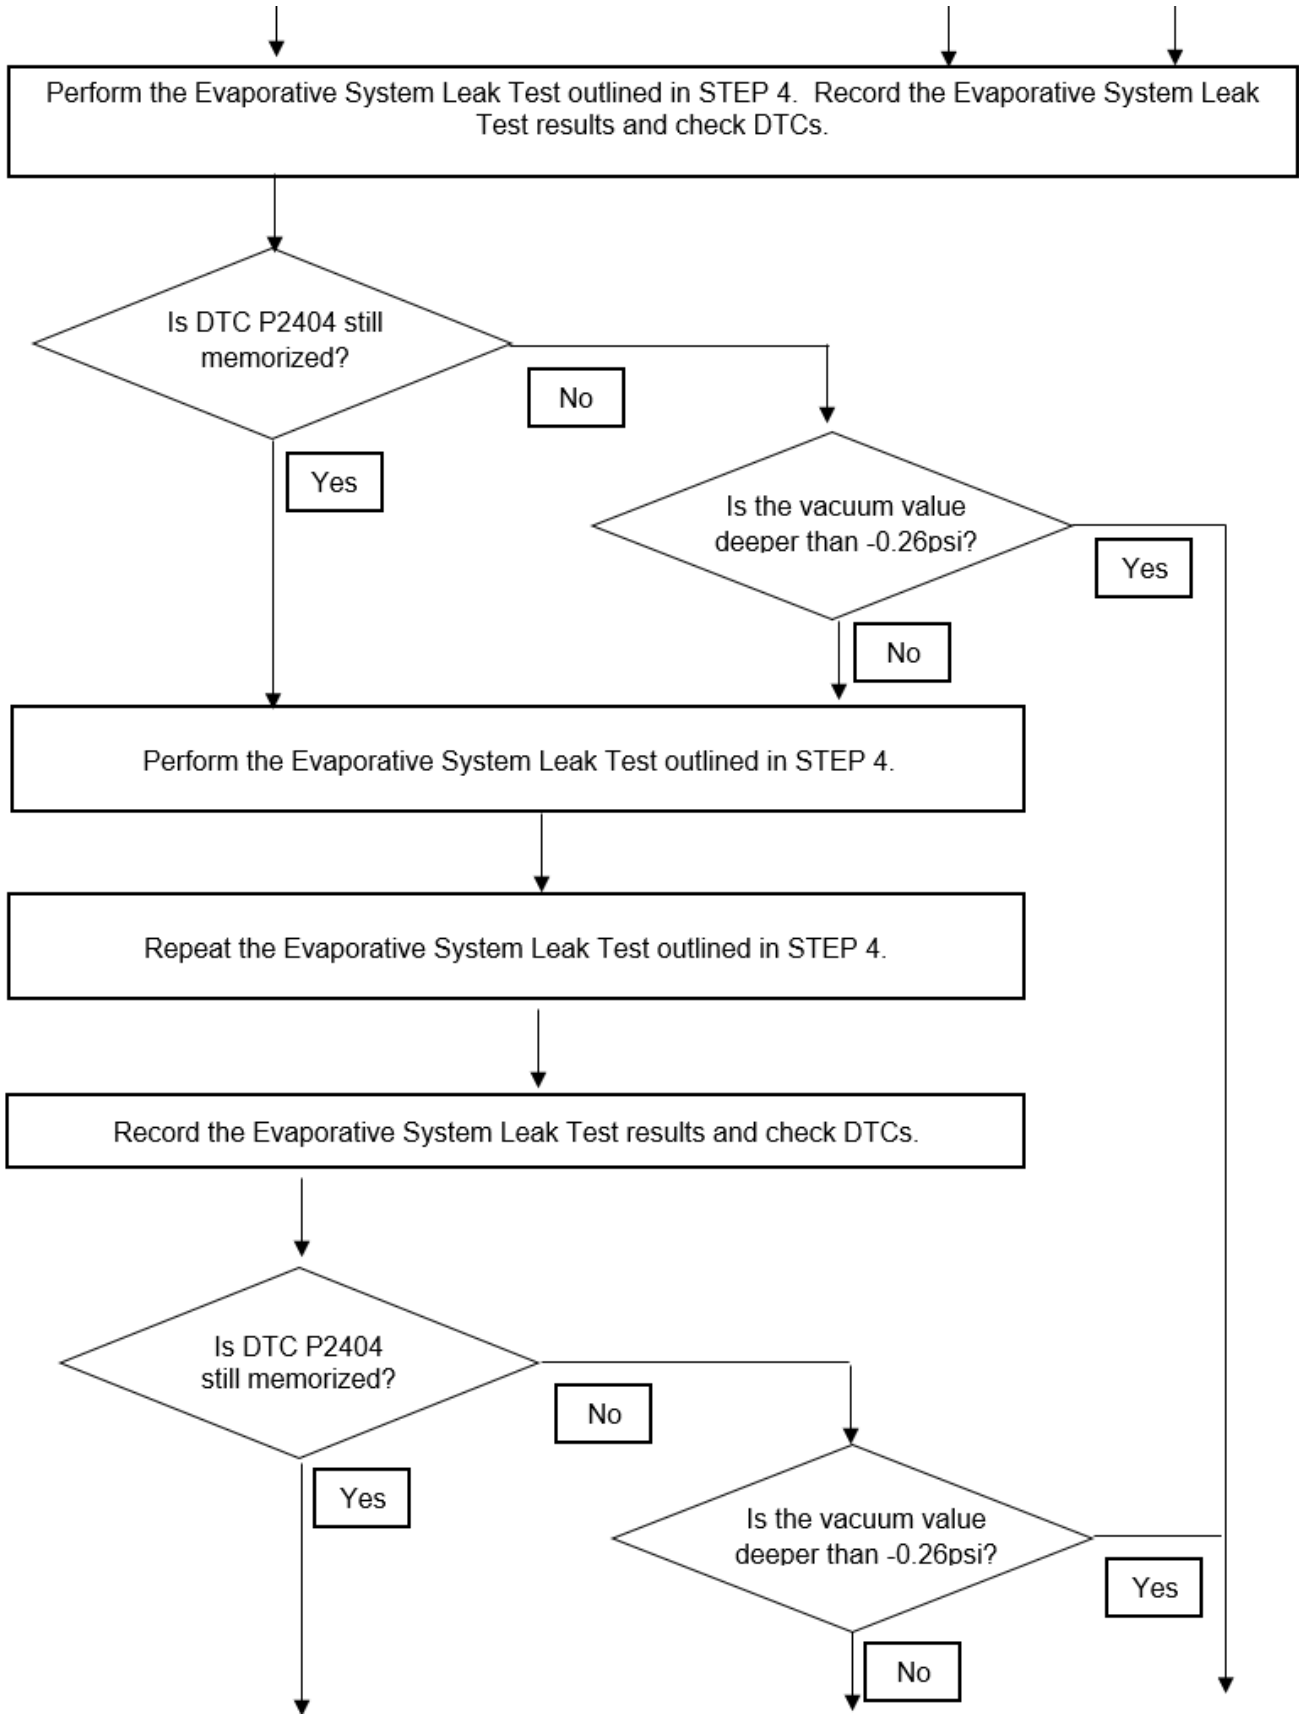 Perform the Evaporative System Leak Test outlined in STEP 4.  Record the Evaporative System Leak
Test results and check DTCs.
Is DTC P2404 still
memorized?
No
Yes
Is the vacuum value
deeper than -0.26psi?
Yes
No
Perform the Evaporative System Leak Test outlined in STEP 4.
Repeat the Evaporative System Leak Test outlined in STEP 4.
Record the Evaporative System Leak Test results and check DTCs.
Is DTC P2404
still memorized?
No
Yes
Is the vacuum value
deeper than -0.26psi?
Yes
No